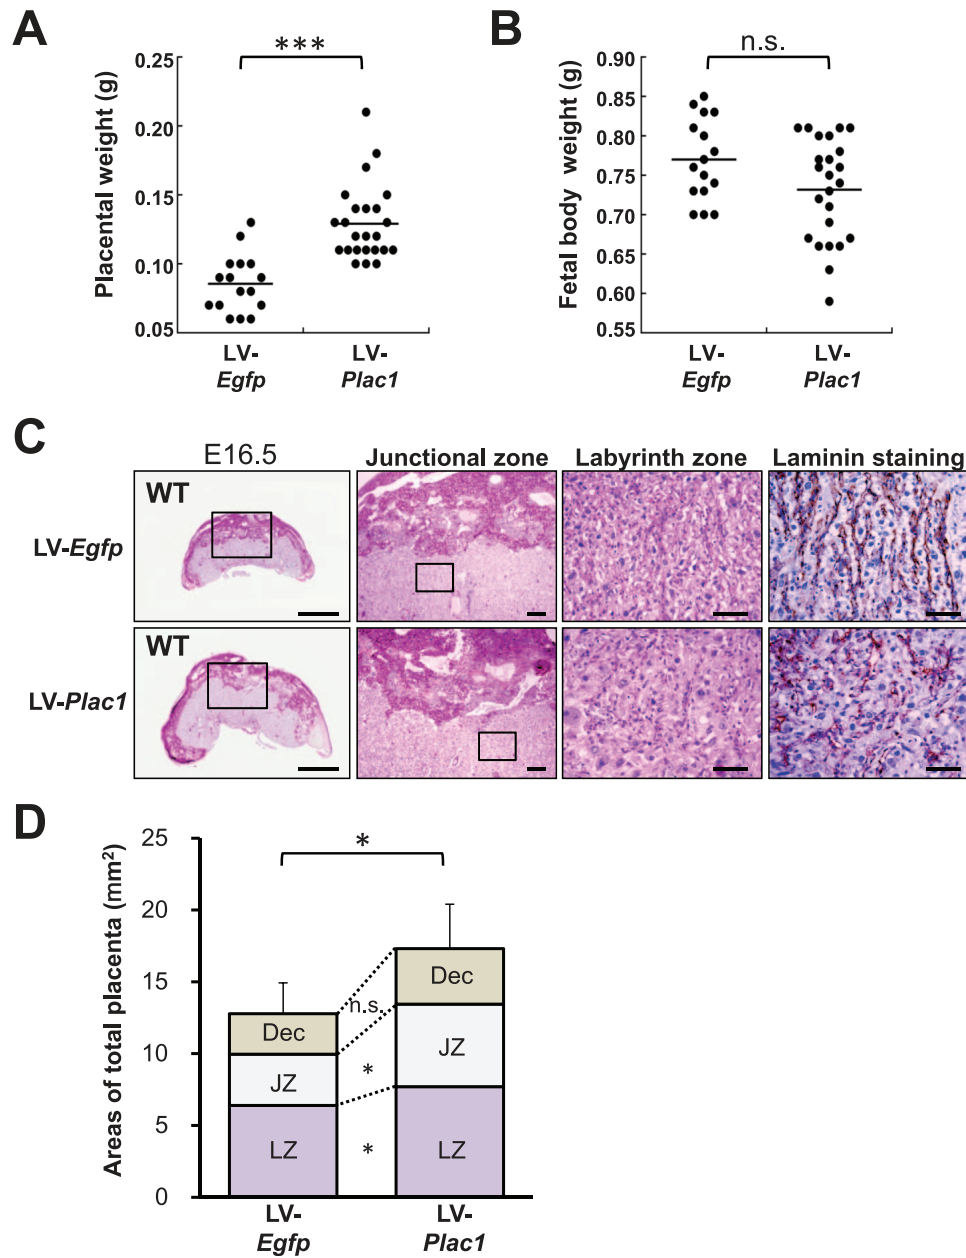 A
***
Placental weight (g)
0.25
0.20
0.15
0.10
0.05
LV-
Egfp
LV-
Plac1
B
n.s.
Fetal body weight (g)
0.90
0.85
0.80
0.75
0.70
0.65
0.60
0.55
LV-
Egfp
LV-
Plac1
C
E16.5
Junctional zone
Labyrinth zone
Laminin staining
LV-Egfp
WT
LV-Plac1
WT
D
*
Areas of total placenta (mm²)
25
20
15
10
5
0
Dec
JZ
LZ
n.s.
*
*
Dec
JZ
LZ
LV-
Egfp
LV-
Plac1